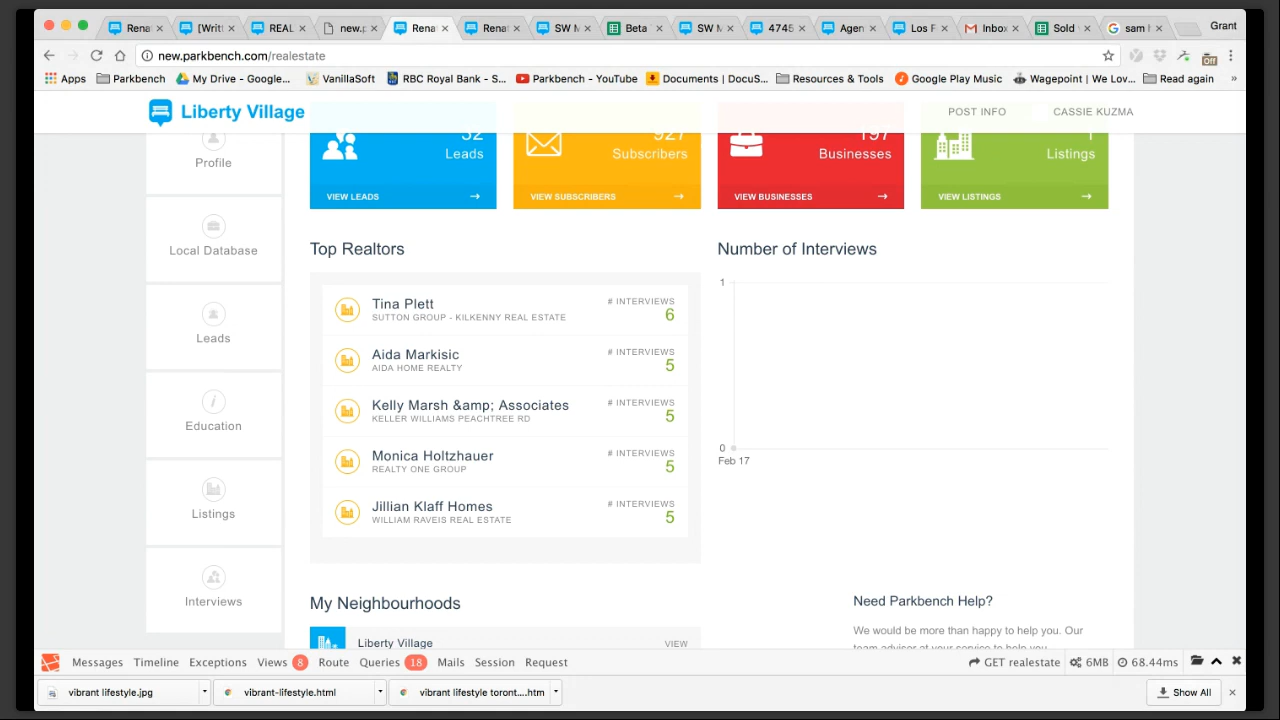 Rena
[Writ
REAL
new.p
Rena
Rena
SW M
Beta
SW M
4745
Agen
Los F
Inbox
Sold
sam
Grant
new.parkbench.com/realestate
Off
Apps
Parkbench
My Drive - Google...
VanillaSoft
RBC Royal Bank - S...
Parkbench - YouTube
Documents | DocuS...
Resources & Tools
Google Play Music
Wagepoint | We Lov...
Read again
»
Liberty Village
POST INFO
CASSIE KUZMA
Profile
Local Database
Leads
Education
Listings
Interviews
32
Leads
VIEW LEADS
927
Subscribers
VIEW SUBSCRIBERS
197
Businesses
VIEW BUSINESSES
1
Listings
VIEW LISTINGS
Top Realtors
Tina Plett
SUTTON GROUP - KILKENNY REAL ESTATE
# INTERVIEWS
6
Aida Markisic
AIDA HOME REALTY
# INTERVIEWS
5
Kelly Marsh &amp; Associates
KELLER WILLIAMS PEACHTREE RD
# INTERVIEWS
5
Monica Holtzhauer
REALTY ONE GROUP
# INTERVIEWS
5
Jillian Klaff Homes
WILLIAM RAVEIS REAL ESTATE
# INTERVIEWS
5
Number of Interviews
1
0
Feb 17
My Neighbourhoods
Liberty Village
VIEW
Need Parkbench Help?
We would be more than happy to help you. Our
team advisor at your service to help you
Messages
Timeline
Exceptions
Views 8
Route
Queries 18
Mails
Session
Request
GET realestate
6MB
68.44ms
vibrant lifestyle.jpg
vibrant-lifestyle.html
vibrant lifestyle toront....htm
Show All